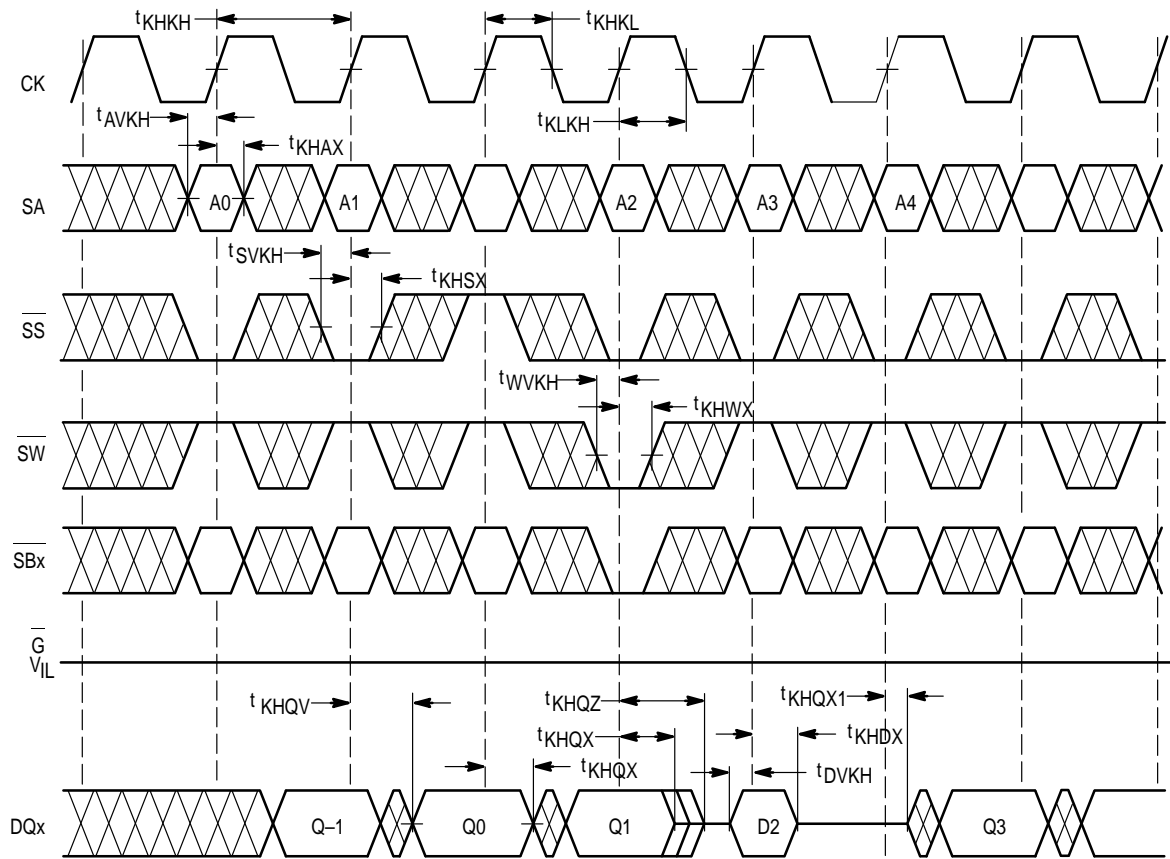 tKHKH
tKHKL
CK
tAVKH
tKLKH
tKHAX
SA
A0
A1
A2
A3
A4
tSVKH
tKHSX
SS
tWVKH
tKHWX
SW
SBx
G
VIL
tKHQV
tKHQZ
tKHQX1
tKHQX
tKHDX
tKHQX
tDVKH
DQx
Q–1
Q0
Q1
D2
Q3